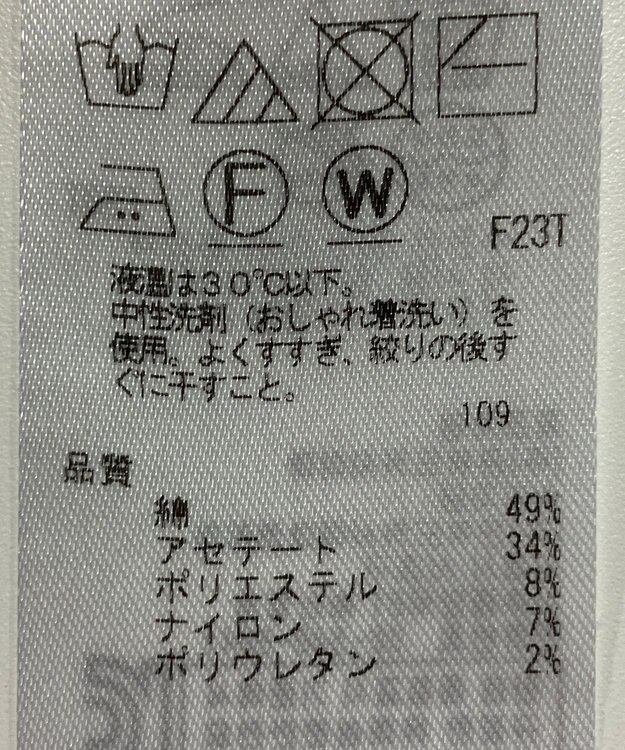 F W
F23T
液温は30℃以下。
中性洗剤（おしゃれ着洗い）を
使用。よくすすぎ、絞りの後す
ぐに干すこと。
109
品質
綿 49%
アセテート 34%
ポリエステル 8%
ナイロン 7%
ポリウレタン 2%